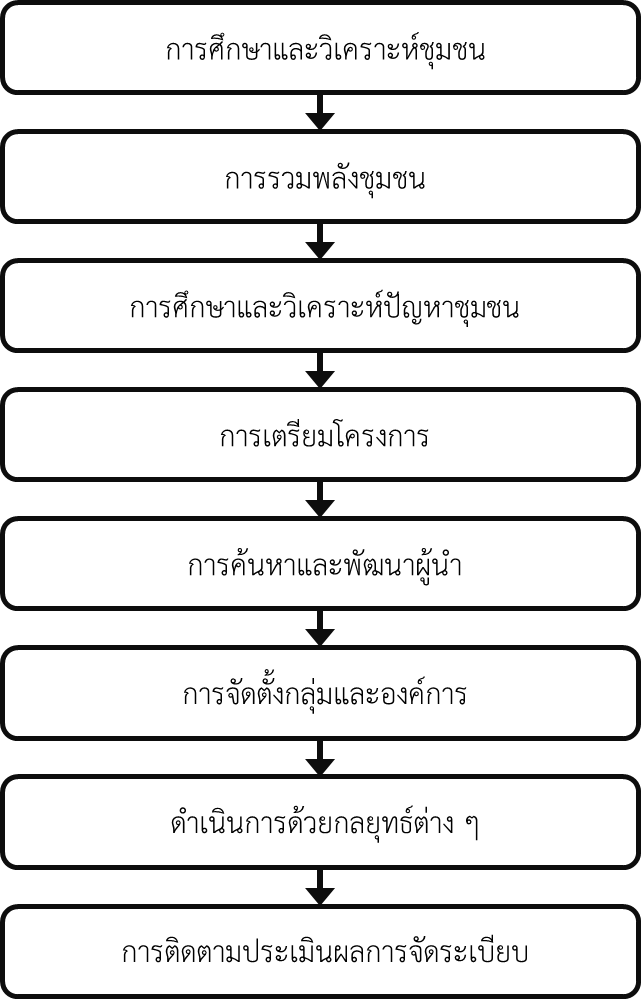 การศึกษาและวิเคราะห์ชุมชน
การรวมพลังชุมชน
การศึกษาและวิเคราะห์ปัญหาชุมชน
การเตรียมโครงการ
การค้นหาและพัฒนาผู้นำ
การจัดตั้งกลุ่มและองค์การ
ดำเนินการด้วยกลยุทธ์ต่าง ๆ
การติดตามประเมินผลการจัดระเบียบ